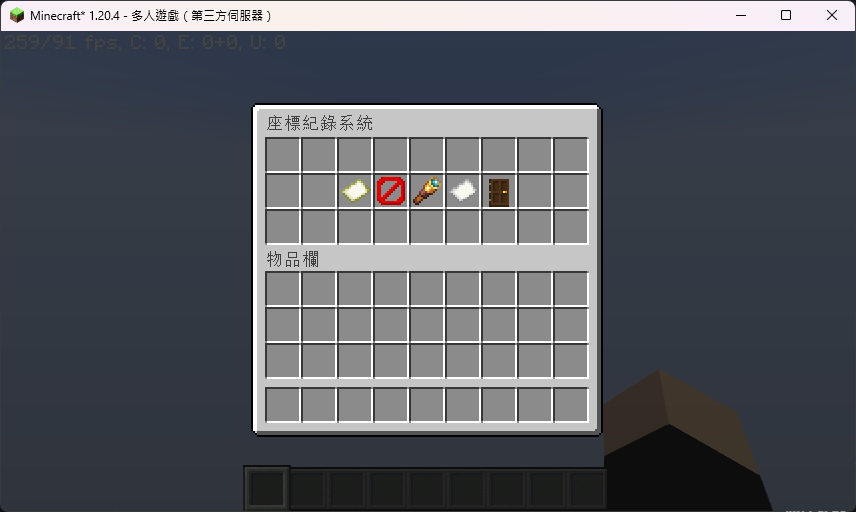 Minecraft* 1.20.4 - 多人遊戲（第三方伺服器）
259/91 fps, C: 0, E: 0+0, U: 0
座標紀錄系統
物品欄